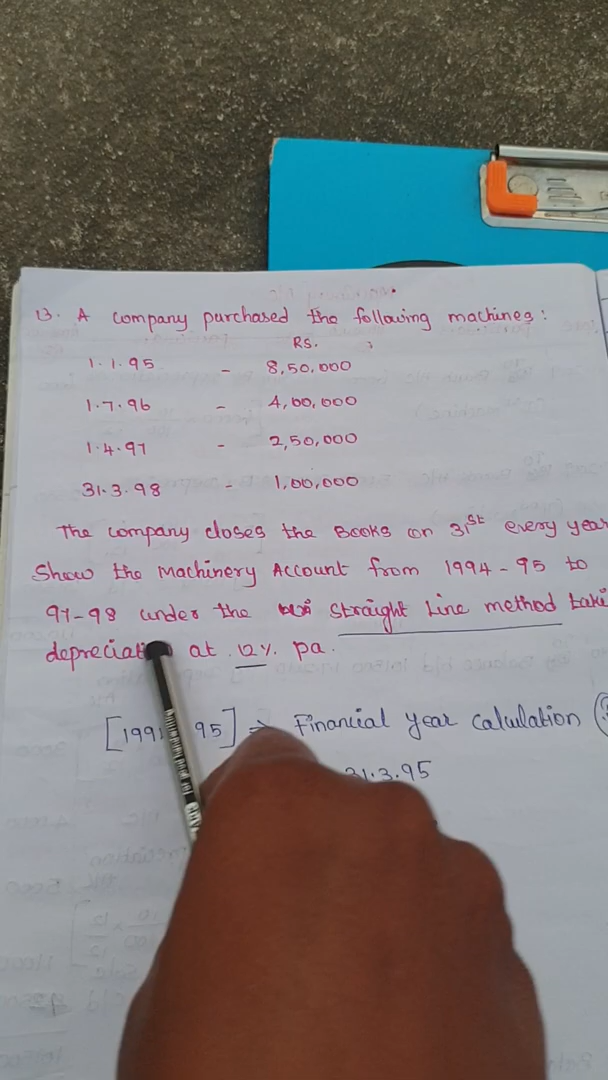 13. A company purchased the following machines:
Rs.
1.1.95 - 8,50,000
1.7.96 - 4,00,000
1.4.97 - 2,50,000
31.3.98 - 1,00,000
The company closes the Books on 31st every year
Show the Machinery Account from 1994-95 to
97-98 under the Straight Line method
at 12% pa.
95] → Financial year calculation
31.3.95